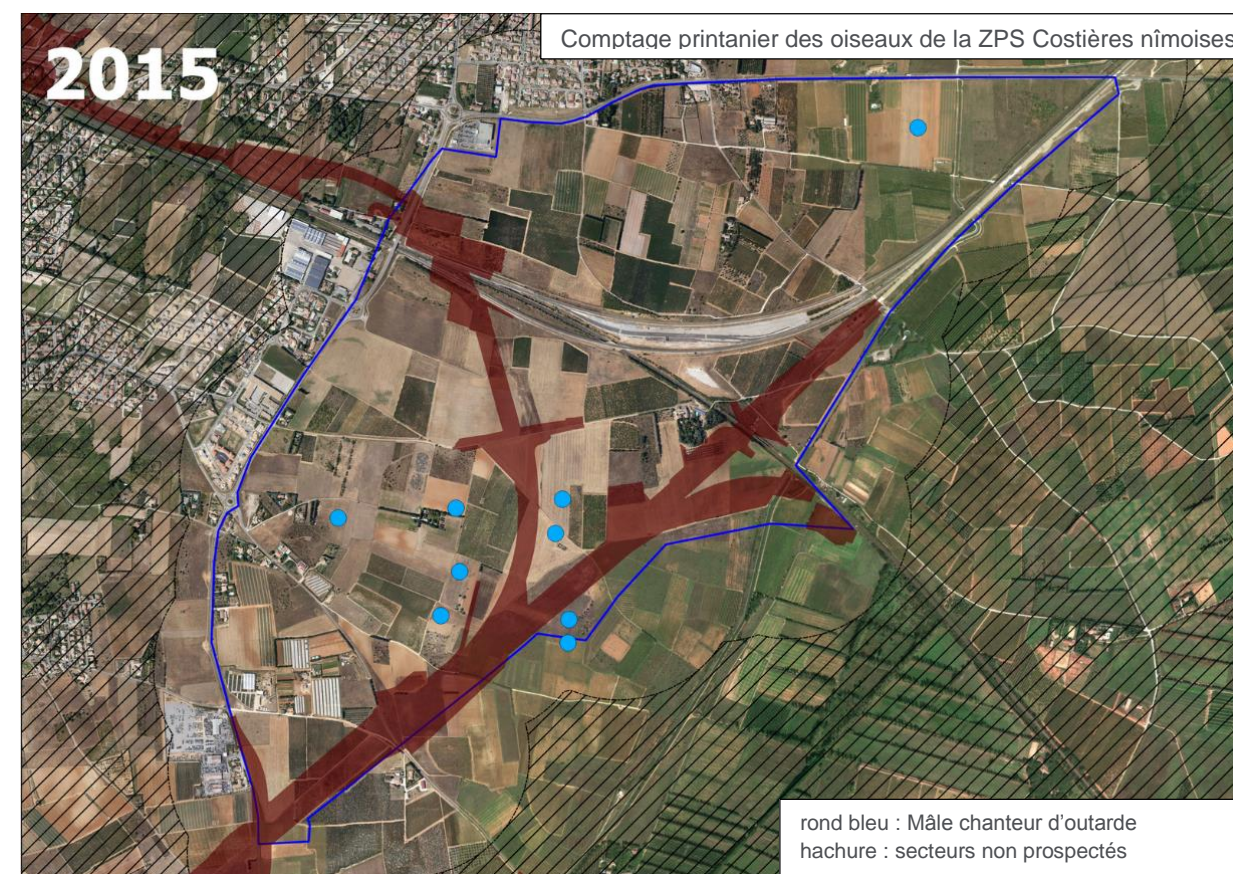 2015
Comptage printanier des oiseaux de la ZPS Costières nîmoises
rond bleu : Mâle chanteur d'outarde
hachure : secteurs non prospectés